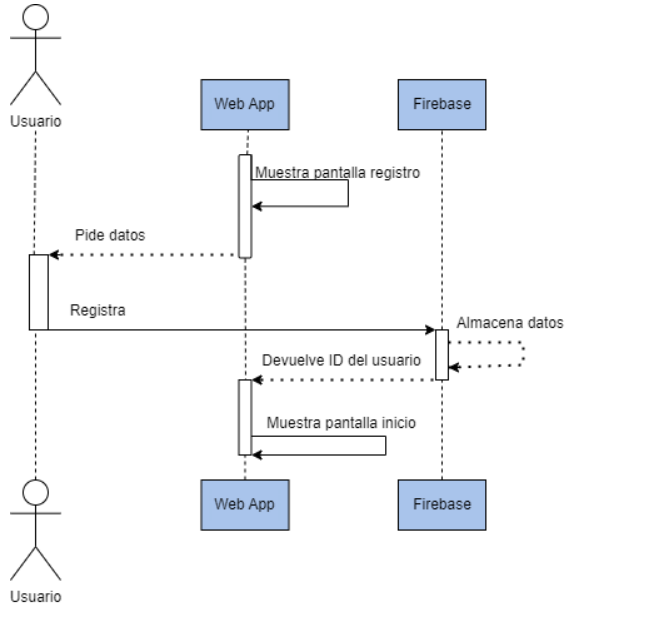 Usuario
Web App
Firebase
Muestra pantalla registro
Pide datos
Registra
Almacena datos
Devuelve ID del usuario
Muestra pantalla inicio
Web App
Firebase
Usuario